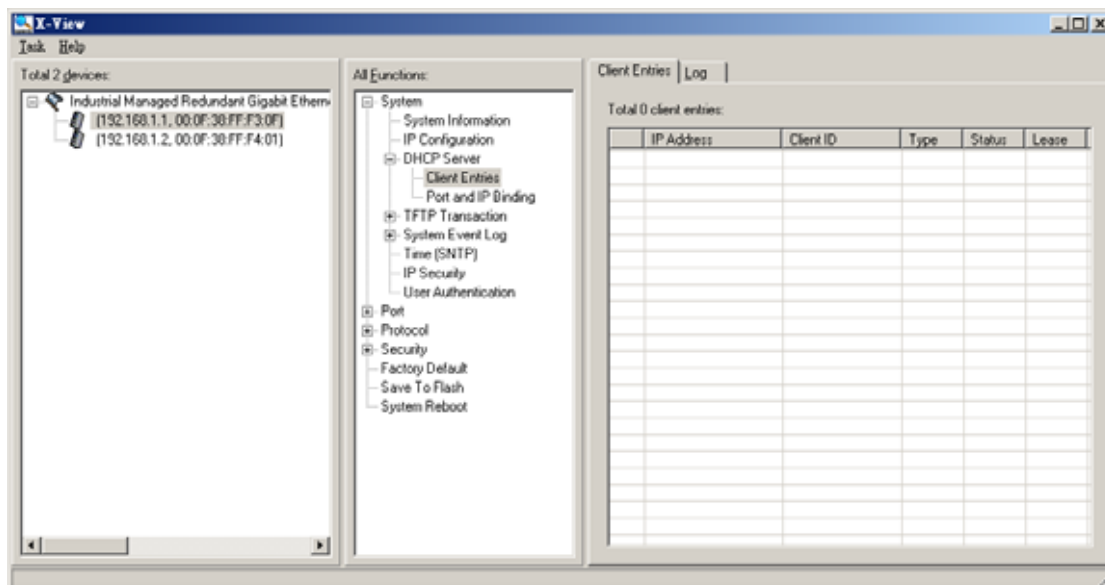 X-View
Task Help
Total 2 devices:
Industrial Managed Redundant Gigabit Ethern
(192.168.1.1, 00:0F:38:FF:F3:0F)
(192.168.1.2, 00:0F:38:FF:F4:01)
All Functions:
System
System Information
IP Configuration
DHCP Server
Client Entries
Port and IP Binding
TFTP Transaction
System Event Log
Time (SNTP)
IP Security
User Authentication
Port
Protocol
Security
Factory Default
Save To Flash
System Reboot
Client Entries Log
Total 0 client entries:
IP Address Client ID Type Status Lease